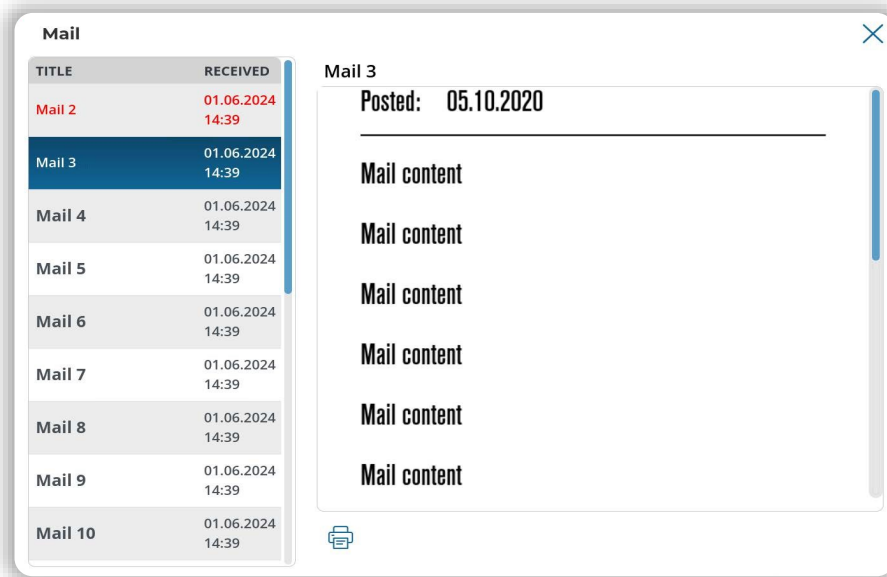 Mail
TITLE RECEIVED
Mail 2 01.06.2024
14:39
Mail 3 01.06.2024
14:39
Mail 4 01.06.2024
14:39
Mail 5 01.06.2024
14:39
Mail 6 01.06.2024
14:39
Mail 7 01.06.2024
14:39
Mail 8 01.06.2024
14:39
Mail 9 01.06.2024
14:39
Mail 10 01.06.2024
14:39
Mail 3
Posted: 05.10.2020
Mail content
Mail content
Mail content
Mail content
Mail content
Mail content